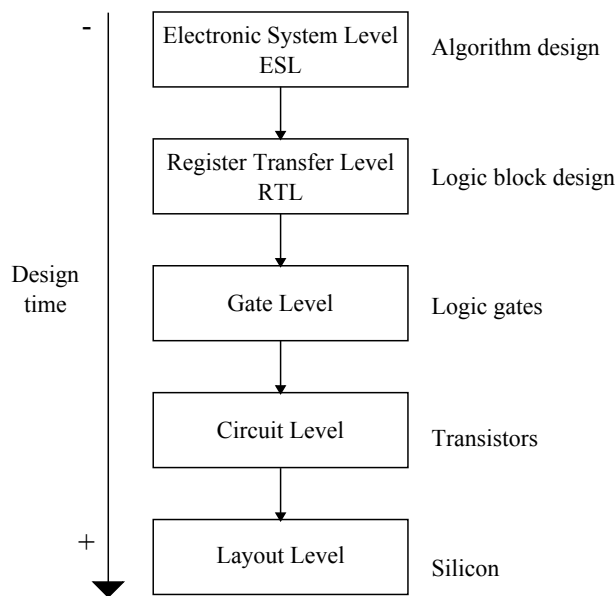 -
Electronic System Level
ESL
Algorithm design
Register Transfer Level
RTL
Logic block design
Design
time
Gate Level
Logic gates
Circuit Level
Transistors
+
Layout Level
Silicon